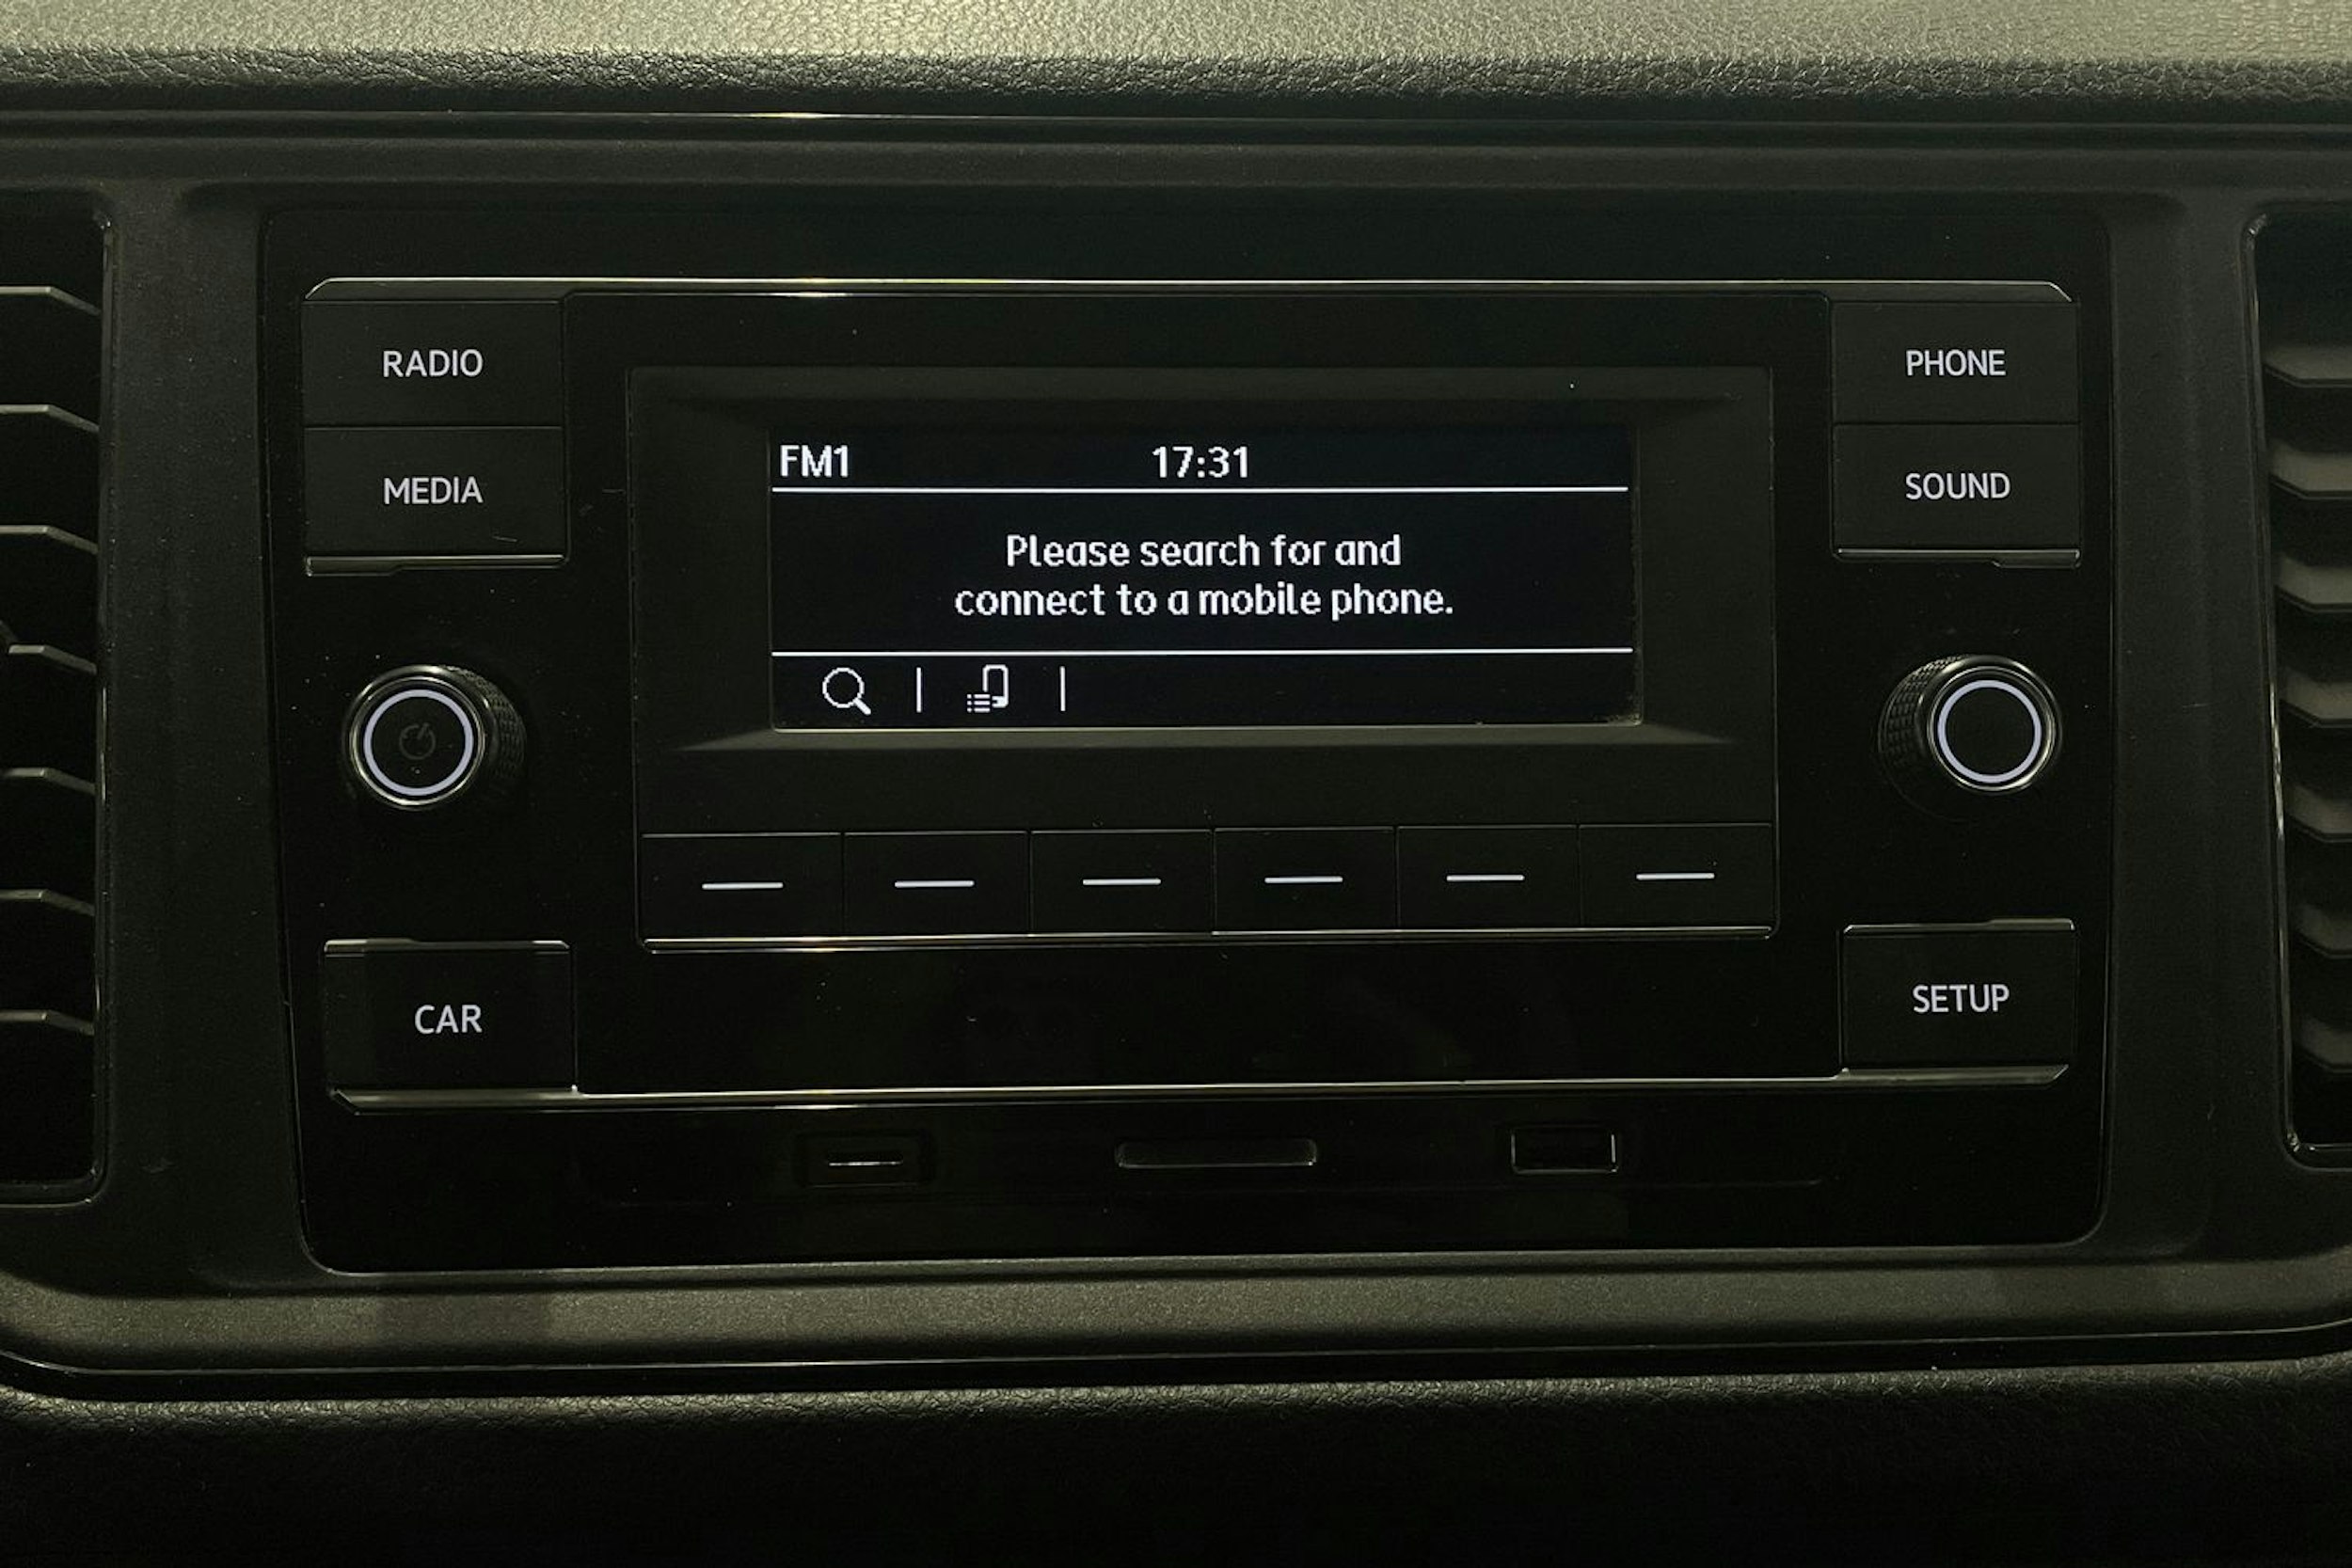 RADIO
PHONE
MEDIA
SOUND
FM1 17:31
Please search for and
connect to a mobile phone.
CAR
SETUP